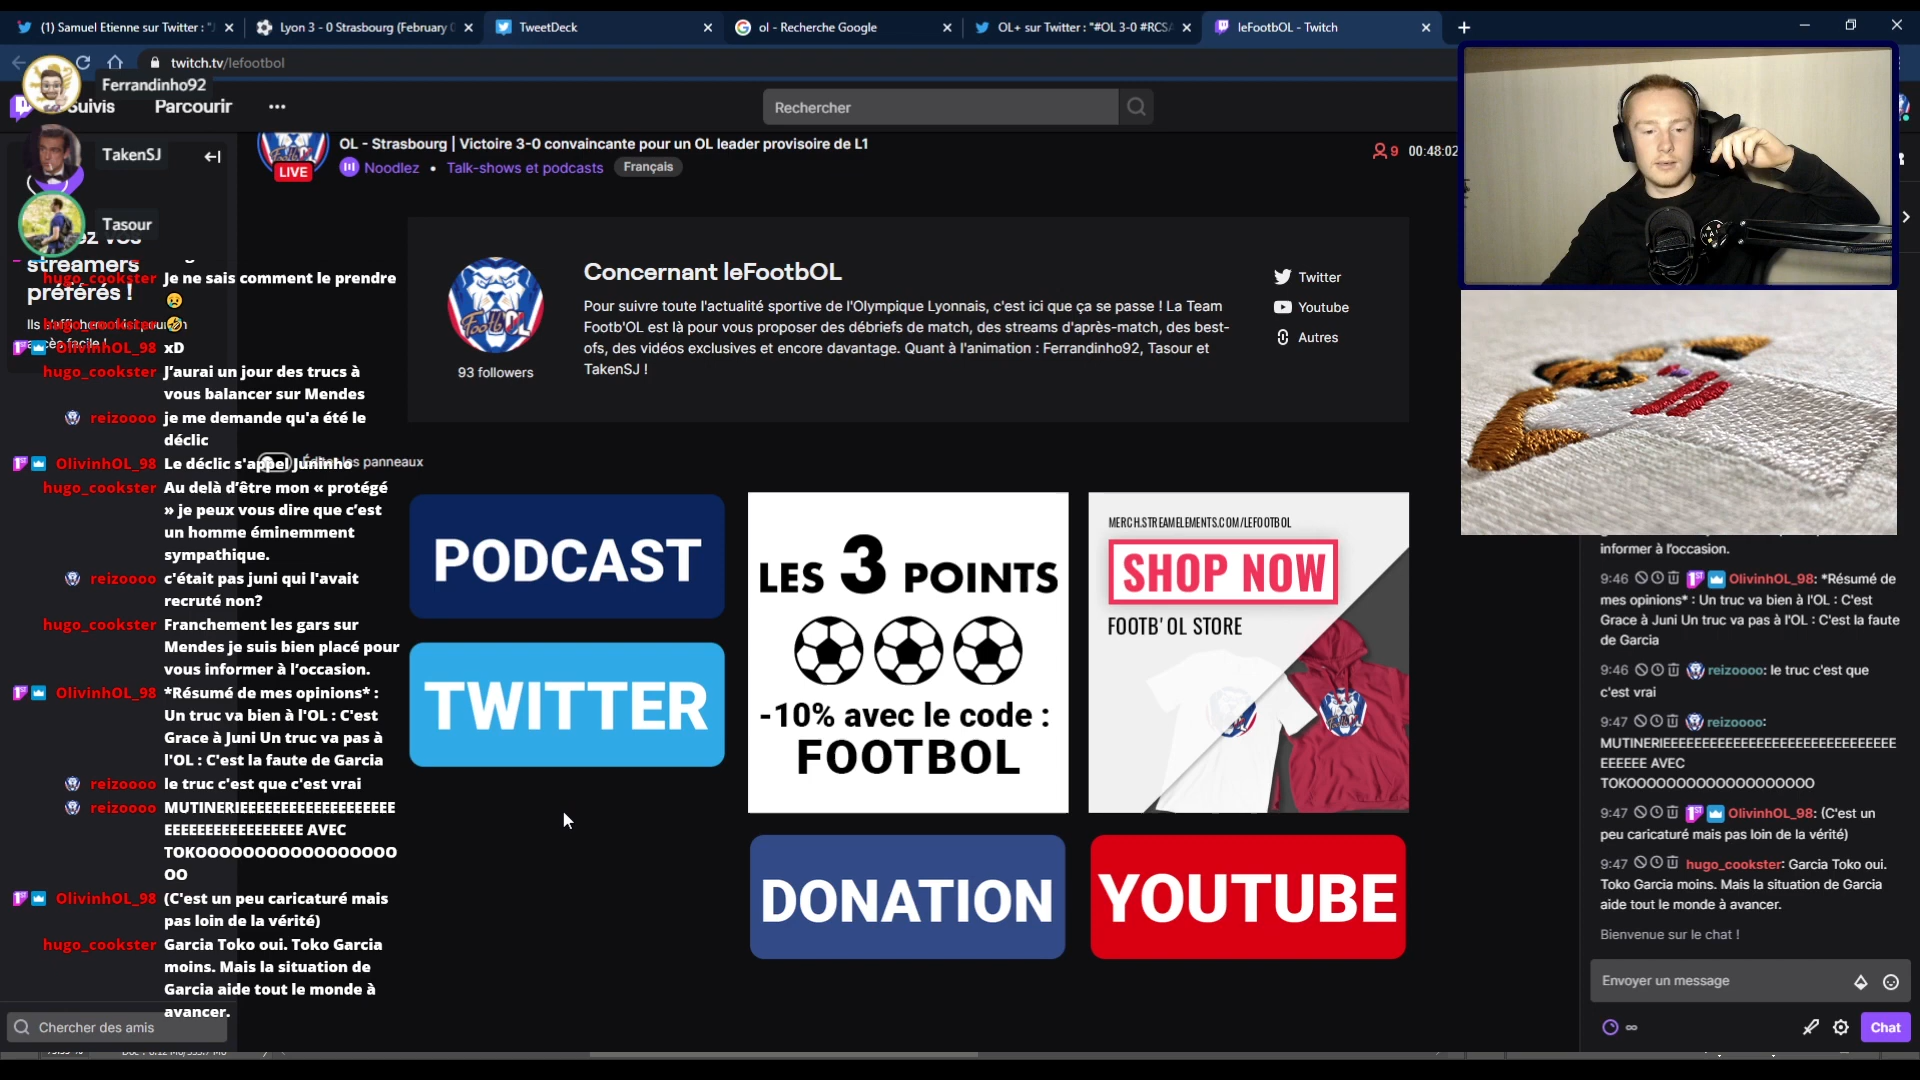 (1) Samuel Etienne sur Twitter : "
Lyon 3 - 0 Strasbourg (February
TweetDeck
ol - Recherche Google
OL+ sur Twitter : "#OL 3-0 #RCS
leFootbOL - Twitch
twitch.tv/lefootbol
Ferrandinho92
Suivis
Parcourir
Rechercher
TakenSJ
OL - Strasbourg | Victoire 3-0 convaincante pour un OL leader provisoire de L1
LIVE
Noodlez • Talk-shows et podcasts
Français
9
00:48:02
Tasour
streamers
préférés !
hugo_cookster Je ne sais comment le prendre
😢
hugo_cookster 🤣
OlivinhOL_98 xD
hugo_cookster J'aurai un jour des trucs à
vous balancer sur Mendes
reizoooo je me demande qu'a été le
déclic
OlivinhOL_98 Le déclic s'appel Juninho
hugo_cookster Au delà d'être mon « protégé
» je peux vous dire que c'est
un homme éminemment
sympathique.
reizoooo c'était pas juni qui l'avait
recruté non?
hugo_cookster Franchement les gars sur
Mendes je suis bien placé pour
vous informer à l'occasion.
OlivinhOL_98 *Résumé de mes opinions* :
Un truc va bien à l'OL : C'est
Grace à Juni Un truc va pas à
l'OL : C'est la faute de Garcia
reizoooo le truc c'est que c'est vrai
reizoooo MUTINERIEEEEEEEEEEEEEEEEEEE
EEEEEEEEEEEEEEEEE AVEC
TOKOOOOOOOOOOOOOOOOO
OO
OlivinhOL_98 (C'est un peu caricaturé mais
pas loin de la vérité)
hugo_cookster Garcia Toko oui. Toko Garcia
moins. Mais la situation de
Garcia aide tout le monde à
avancer.
Chercher des amis
Concernant leFootbOL
Pour suivre toute l'actualité sportive de l'Olympique Lyonnais, c'est ici que ça se passe ! La Team
Footb'OL est là pour vous proposer des débriefs de match, des streams d'après-match, des best-
ofs, des vidéos exclusives et encore davantage. Quant à l'animation : Ferrandinho92, Tasour et
TakenSJ !
93 followers
Twitter
Youtube
Autres
les panneaux
PODCAST
TWITTER
LES 3 POINTS
-10% avec le code :
FOOTBOL
MERCH.STREAMELEMENTS.COM/LEFOOTBOL
SHOP NOW
FOOTB'OL STORE
DONATION
YOUTUBE
informer à l'occasion.
9:46 OlivinhOL_98: *Résumé de
mes opinions* : Un truc va bien à l'OL : C'est
Grace à Juni Un truc va pas à l'OL : C'est la faute
de Garcia
9:46 reizoooo: le truc c'est que
c'est vrai
9:47 reizoooo:
MUTINERIEEEEEEEEEEEEEEEEEEEEEEEEEEEEEE
EEEEEE AVEC
TOKOOOOOOOOOOOOOOOOOOO
9:47 OlivinhOL_98: (C'est un
peu caricaturé mais pas loin de la vérité)
9:47 hugo_cookster: Garcia Toko oui.
Toko Garcia moins. Mais la situation de Garcia
aide tout le monde à avancer.
Bienvenue sur le chat !
Envoyer un message
∞
Chat